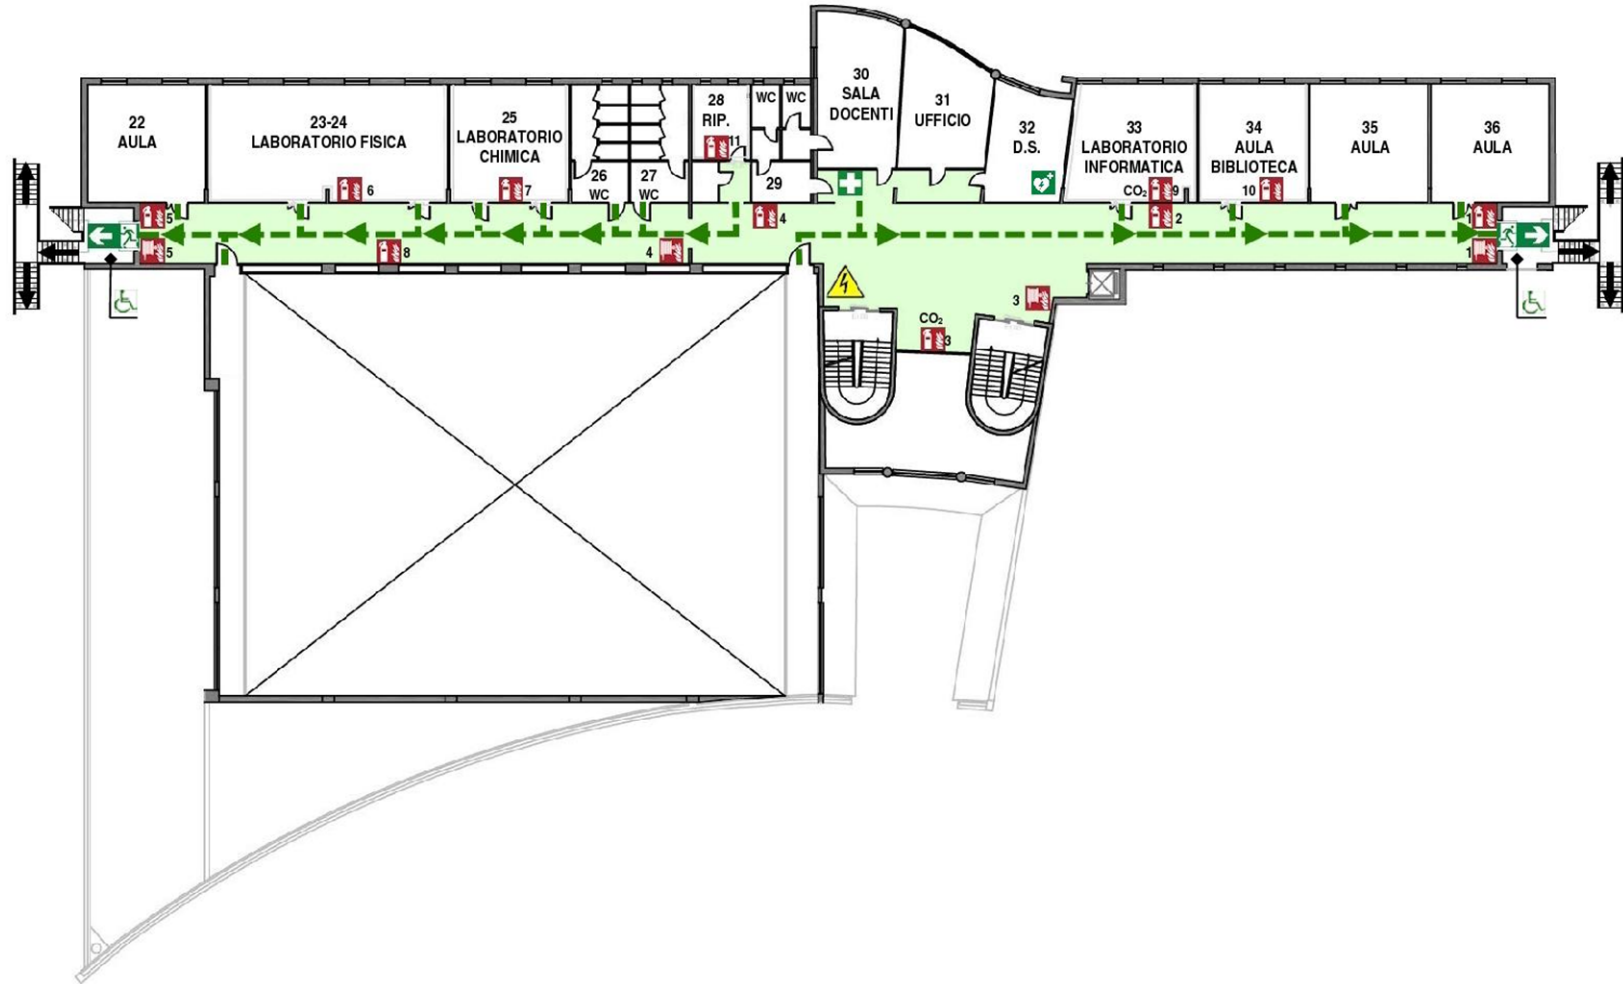 22
AULA
23-24
LABORATORIO FISICA
25
LABORATORIO
CHIMICA
26
WC
27
WC
28
RIP.
11
WC
WC
29
30
SALA
DOCENTI
31
UFFICIO
32
D.S.
33
LABORATORIO
INFORMATICA
CO₂ 9
34
AULA
BIBLIOTECA
10
35
AULA
36
AULA
6
7
5
5
8
4
4
2
1
1
3
CO₂
3